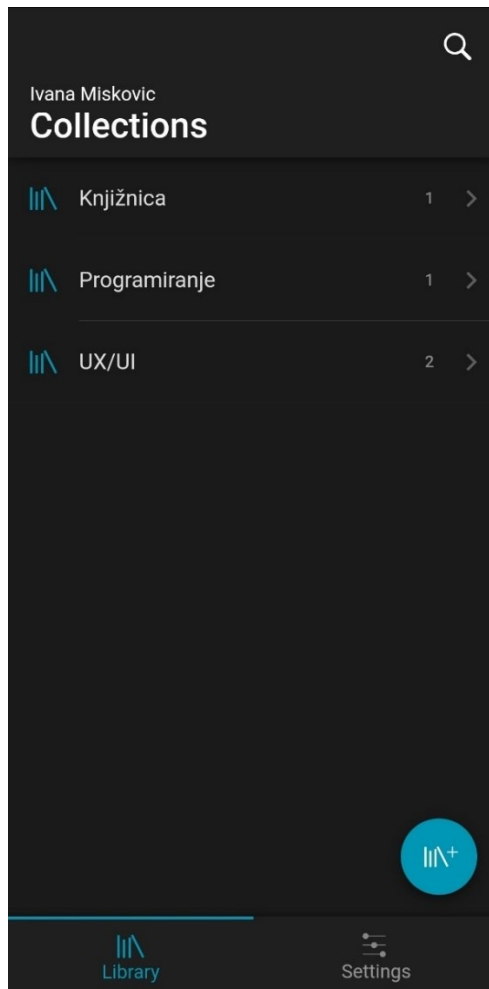 Ivana Miskovic
Collections
Knjižnica 1
Programiranje 1
UX/UI 2
Library Settings